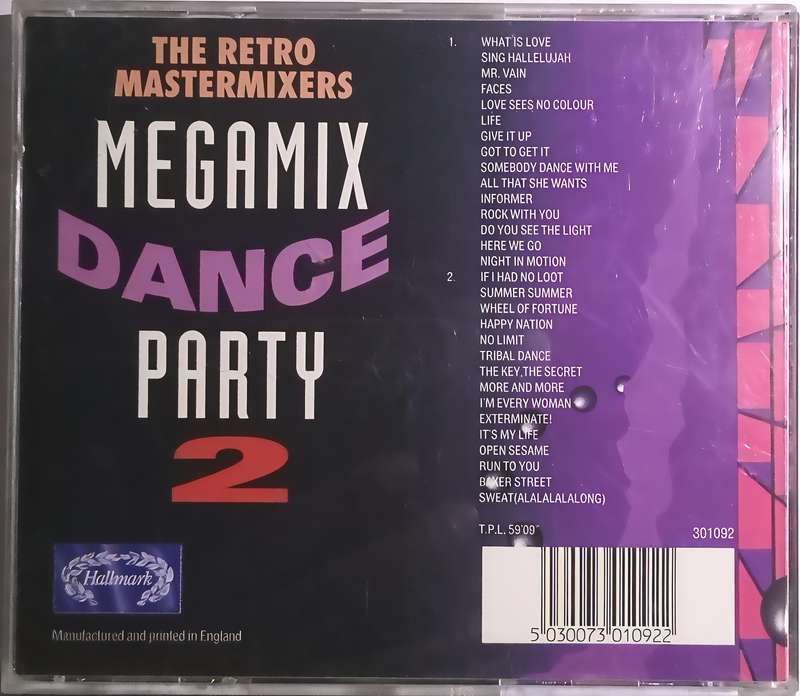 THE RETRO
MASTERMIXERS
MEGAMIX
DANCE
PARTY
2
Hallmark
Manufactured and printed in England
1. WHAT IS LOVE
SING HALLELUJAH
MR. VAIN
FACES
LOVE SEES NO COLOUR
LIFE
GIVE IT UP
GOT TO GET IT
SOMEBODY DANCE WITH ME
ALL THAT SHE WANTS
INFORMER
ROCK WITH YOU
DO YOU SEE THE LIGHT
HERE WE GO
NIGHT IN MOTION
2. IF I HAD NO LOOT
SUMMER SUMMER
WHEEL OF FORTUNE
HAPPY NATION
NO LIMIT
TRIBAL DANCE
THE KEY,THE SECRET
MORE AND MORE
I'M EVERY WOMAN
EXTERMINATE!
IT'S MY LIFE
OPEN SESAME
RUN TO YOU
BAKER STREET
SWEAT(ALALALALALONG)
T.P.L. 59'09"
301092
5 030073 010922